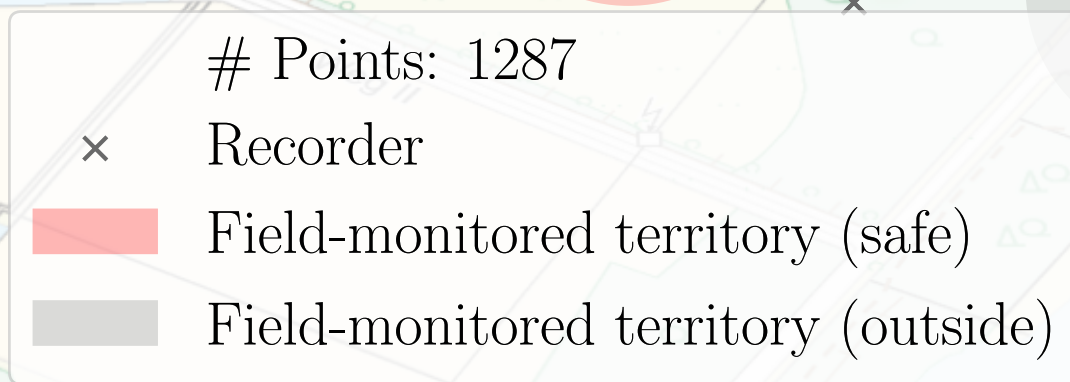 # Points: 1287
Recorder
Field-monitored territory (safe)
Field-monitored territory (outside)